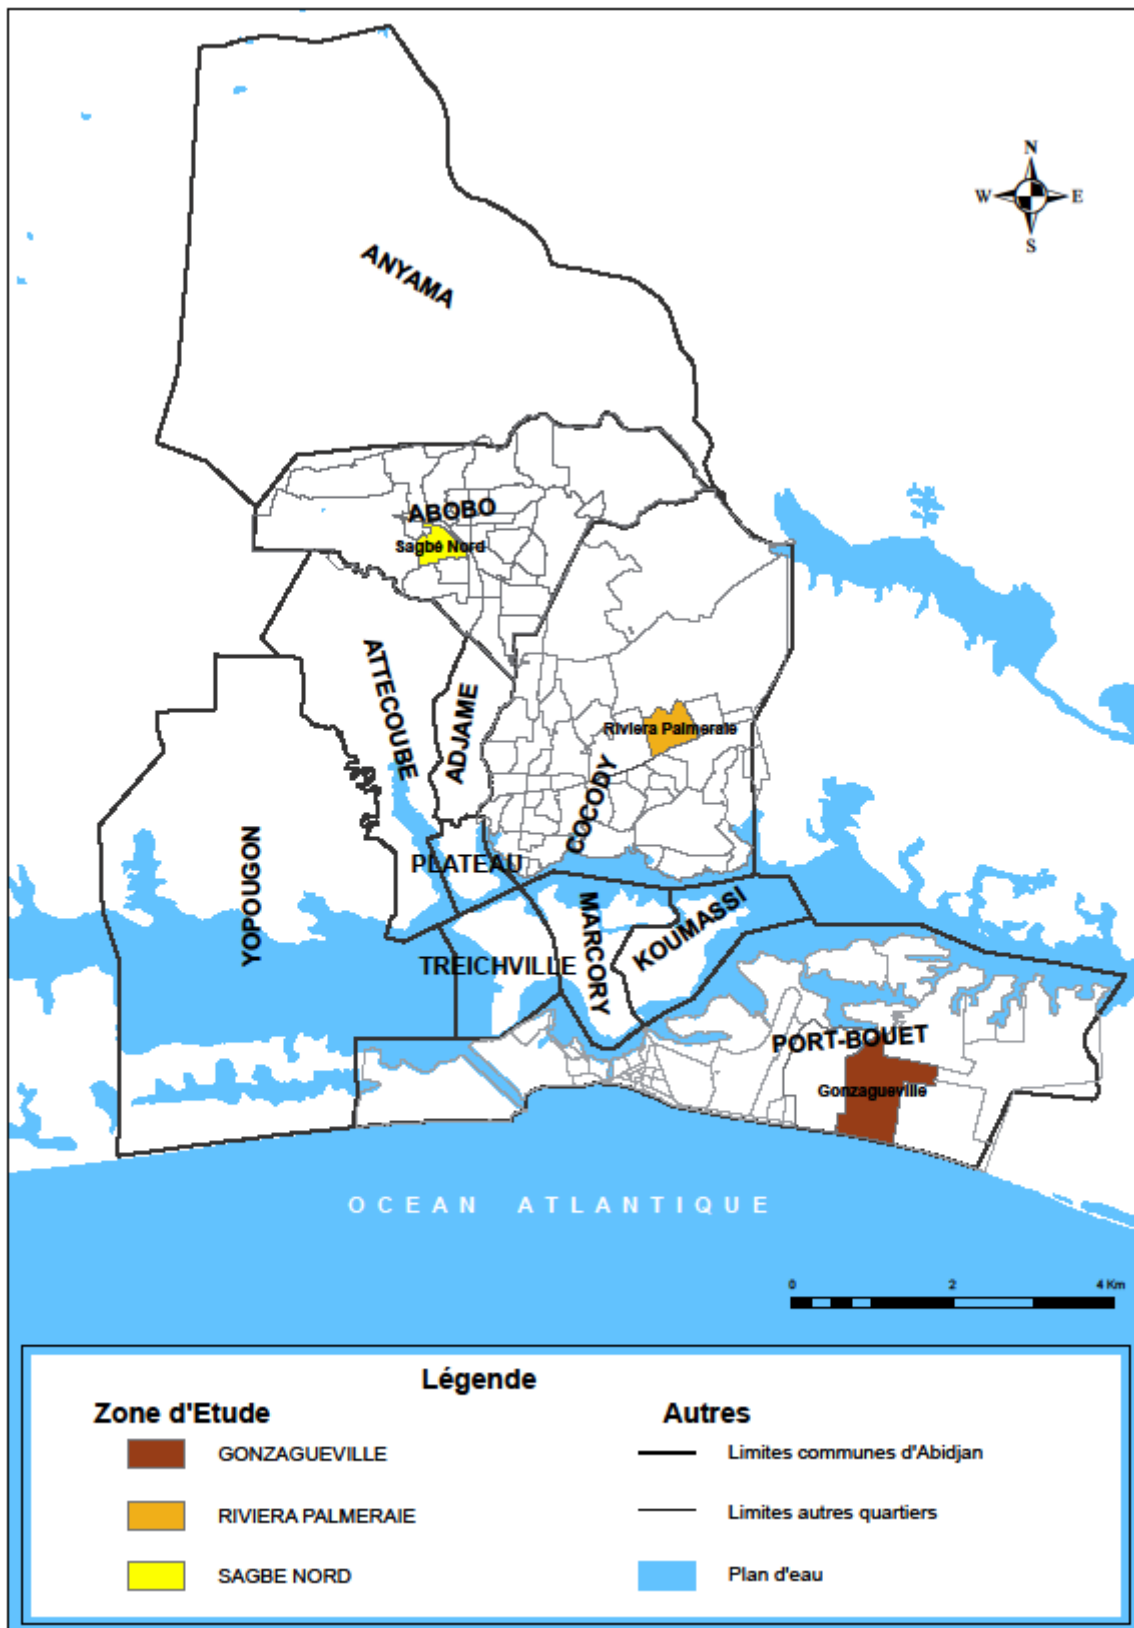 N
W E
S
ANYAMA
ABOBO
Sagbé Nord
ATTECOUBE
ADJAME
Riviera Palmeraie
COCODY
YOPOUGON
PLATEAU
MARCORY
KOUMASSI
TREICHVILLE
PORT-BOUET
Gonzagueville
OCEAN ATLANTIQUE
0 2 4 Km
Légende
Zone d'Etude
Autres
GONZAGUEVILLE
Limites communes d'Abidjan
RIVIERA PALMERAIE
Limites autres quartiers
SAGBE NORD
Plan d'eau